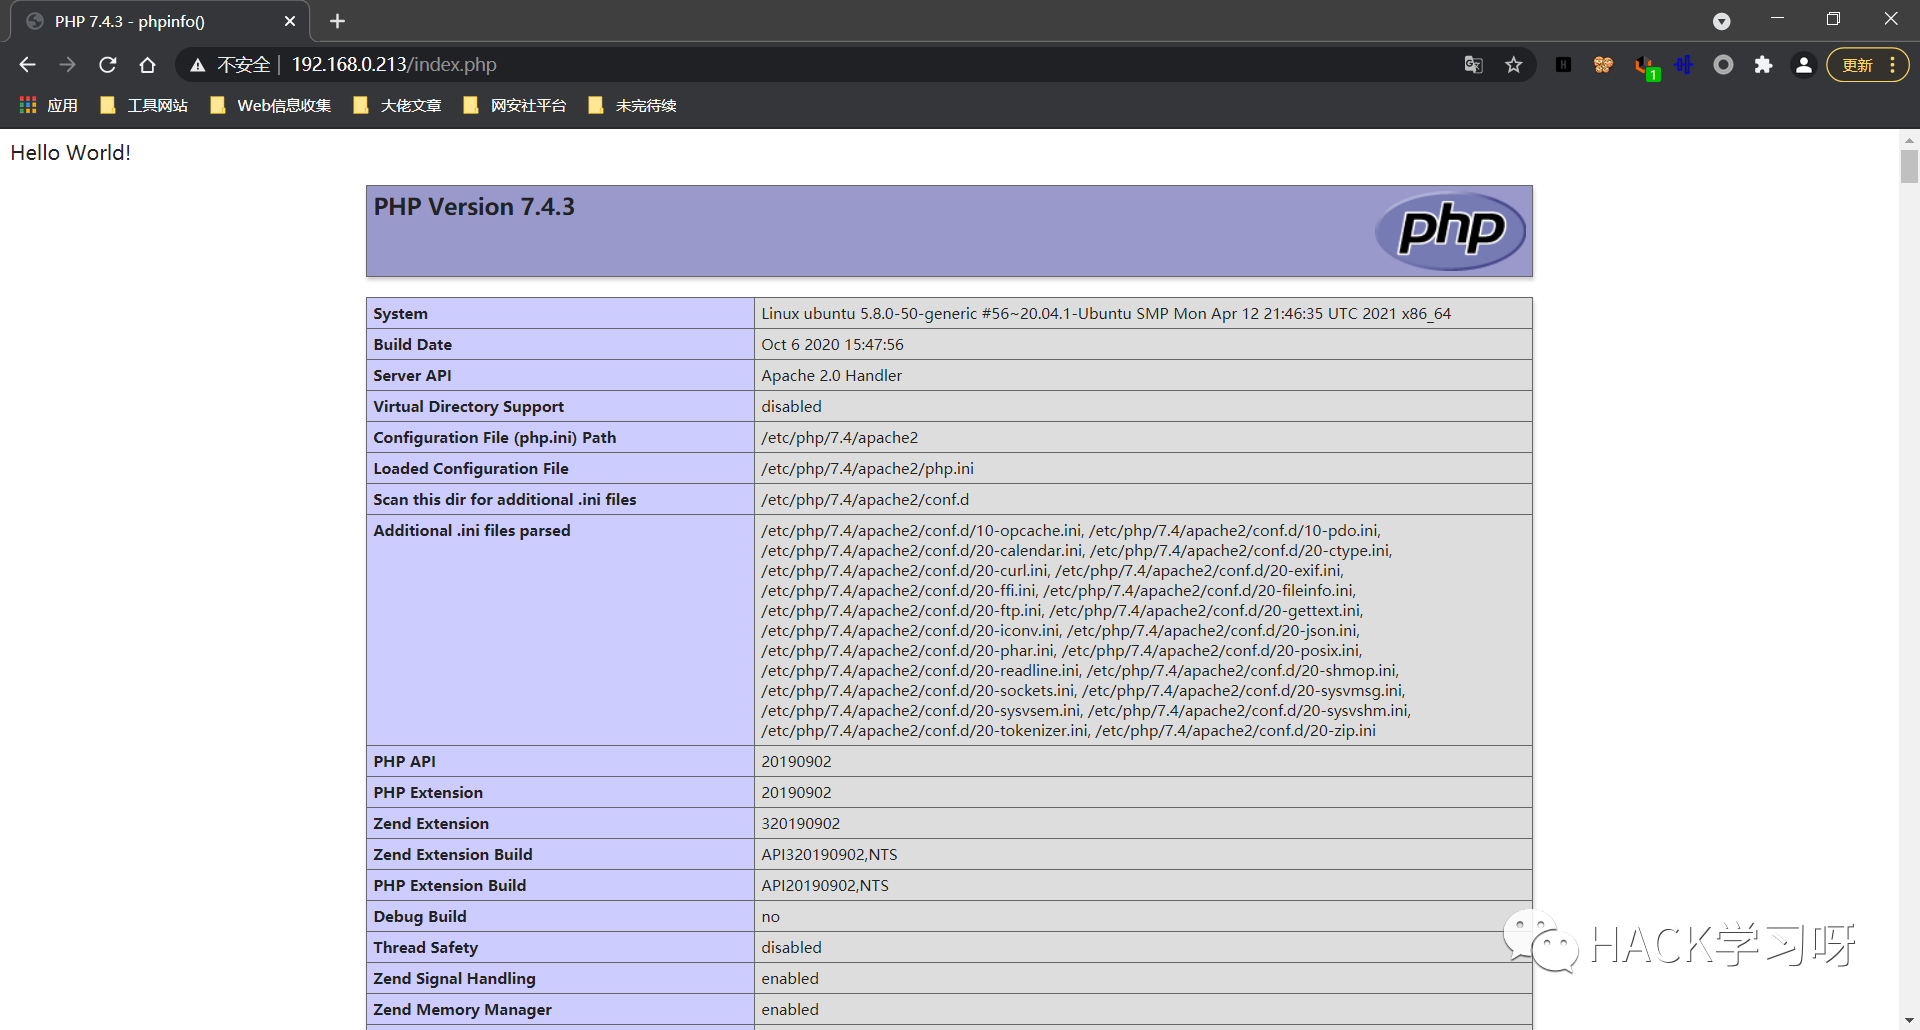 PHP 7.4.3 - phpinfo()
不安全 192.168.0.213/index.php
1
更新
应用 工具网站 Web信息收集 大佬文章 网安社平台 未完待续
Hello World!
PHP Version 7.4.3
php
System Linux ubuntu 5.8.0-50-generic #56~20.04.1-Ubuntu SMP Mon Apr 12 21:46:35 UTC 2021 x86_64
Build Date Oct 6 2020 15:47:56
Server API Apache 2.0 Handler
Virtual Directory Support disabled
Configuration File (php.ini) Path /etc/php/7.4/apache2
Loaded Configuration File /etc/php/7.4/apache2/php.ini
Scan this dir for additional .ini files /etc/php/7.4/apache2/conf.d
Additional .ini files parsed /etc/php/7.4/apache2/conf.d/10-opcache.ini, /etc/php/7.4/apache2/conf.d/10-pdo.ini,
/etc/php/7.4/apache2/conf.d/20-calendar.ini, /etc/php/7.4/apache2/conf.d/20-ctype.ini,
/etc/php/7.4/apache2/conf.d/20-curl.ini, /etc/php/7.4/apache2/conf.d/20-exif.ini,
/etc/php/7.4/apache2/conf.d/20-ffi.ini, /etc/php/7.4/apache2/conf.d/20-fileinfo.ini,
/etc/php/7.4/apache2/conf.d/20-ftp.ini, /etc/php/7.4/apache2/conf.d/20-gettext.ini,
/etc/php/7.4/apache2/conf.d/20-iconv.ini, /etc/php/7.4/apache2/conf.d/20-json.ini,
/etc/php/7.4/apache2/conf.d/20-phar.ini, /etc/php/7.4/apache2/conf.d/20-posix.ini,
/etc/php/7.4/apache2/conf.d/20-readline.ini, /etc/php/7.4/apache2/conf.d/20-shmop.ini,
/etc/php/7.4/apache2/conf.d/20-sockets.ini, /etc/php/7.4/apache2/conf.d/20-sysvmsg.ini,
/etc/php/7.4/apache2/conf.d/20-sysvsem.ini, /etc/php/7.4/apache2/conf.d/20-sysvshm.ini,
/etc/php/7.4/apache2/conf.d/20-tokenizer.ini, /etc/php/7.4/apache2/conf.d/20-zip.ini
PHP API 20190902
PHP Extension 20190902
Zend Extension 320190902
Zend Extension Build API320190902,NTS
PHP Extension Build API20190902,NTS
Debug Build no
Thread Safety disabled
Zend Signal Handling enabled
Zend Memory Manager enabled
HACK学习呀